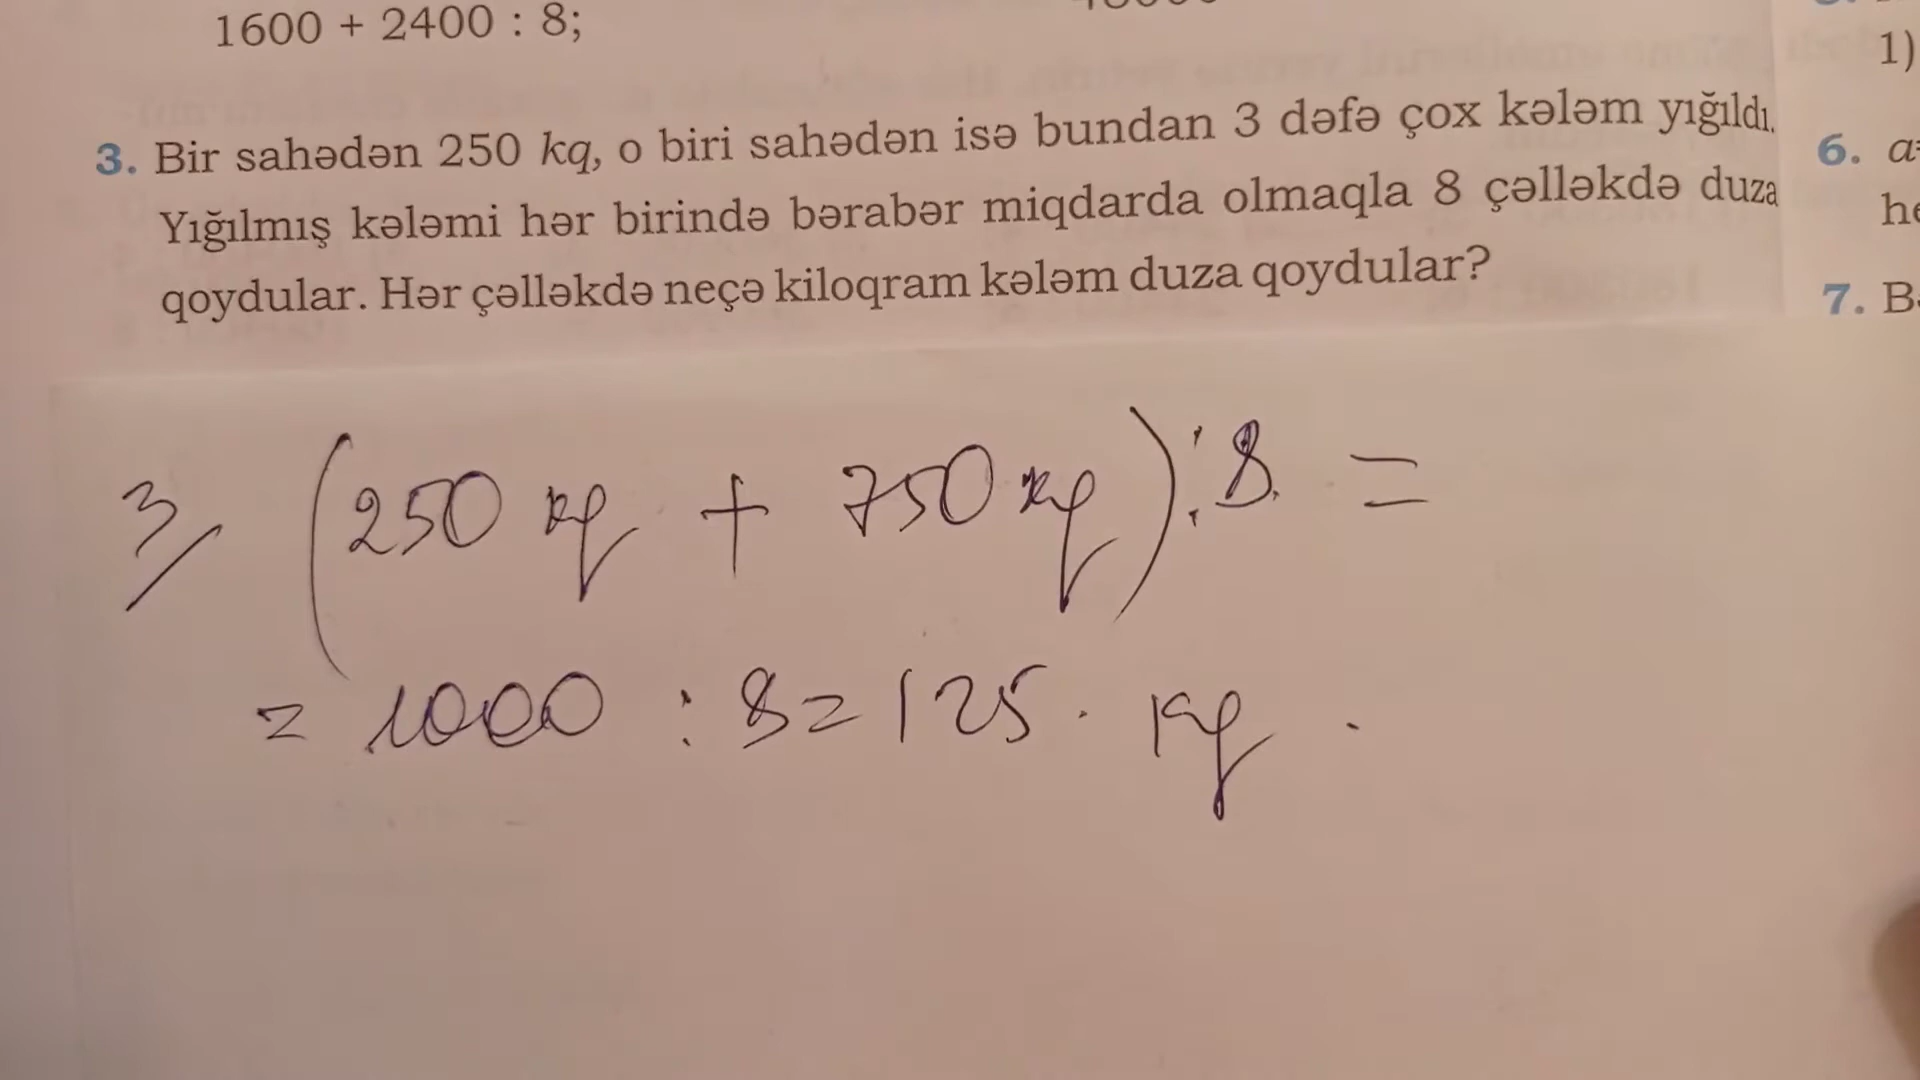 1600 + 2400 : 8;
1)
3. Bir sahədən 250 kq, o biri sahədən isə bundan 3 dəfə çox kələm yığıldı.
Yığılmış kələmi hər birində bərabər miqdarda olmaqla 8 çəlləkdə duza
qoydular. Hər çəlləkdə neçə kiloqram kələm duza qoydular?
6. a=
he
7. B
3/ (250 kq + 750 kq) : 8 =
= 1000 : 8 = 125 . kq .